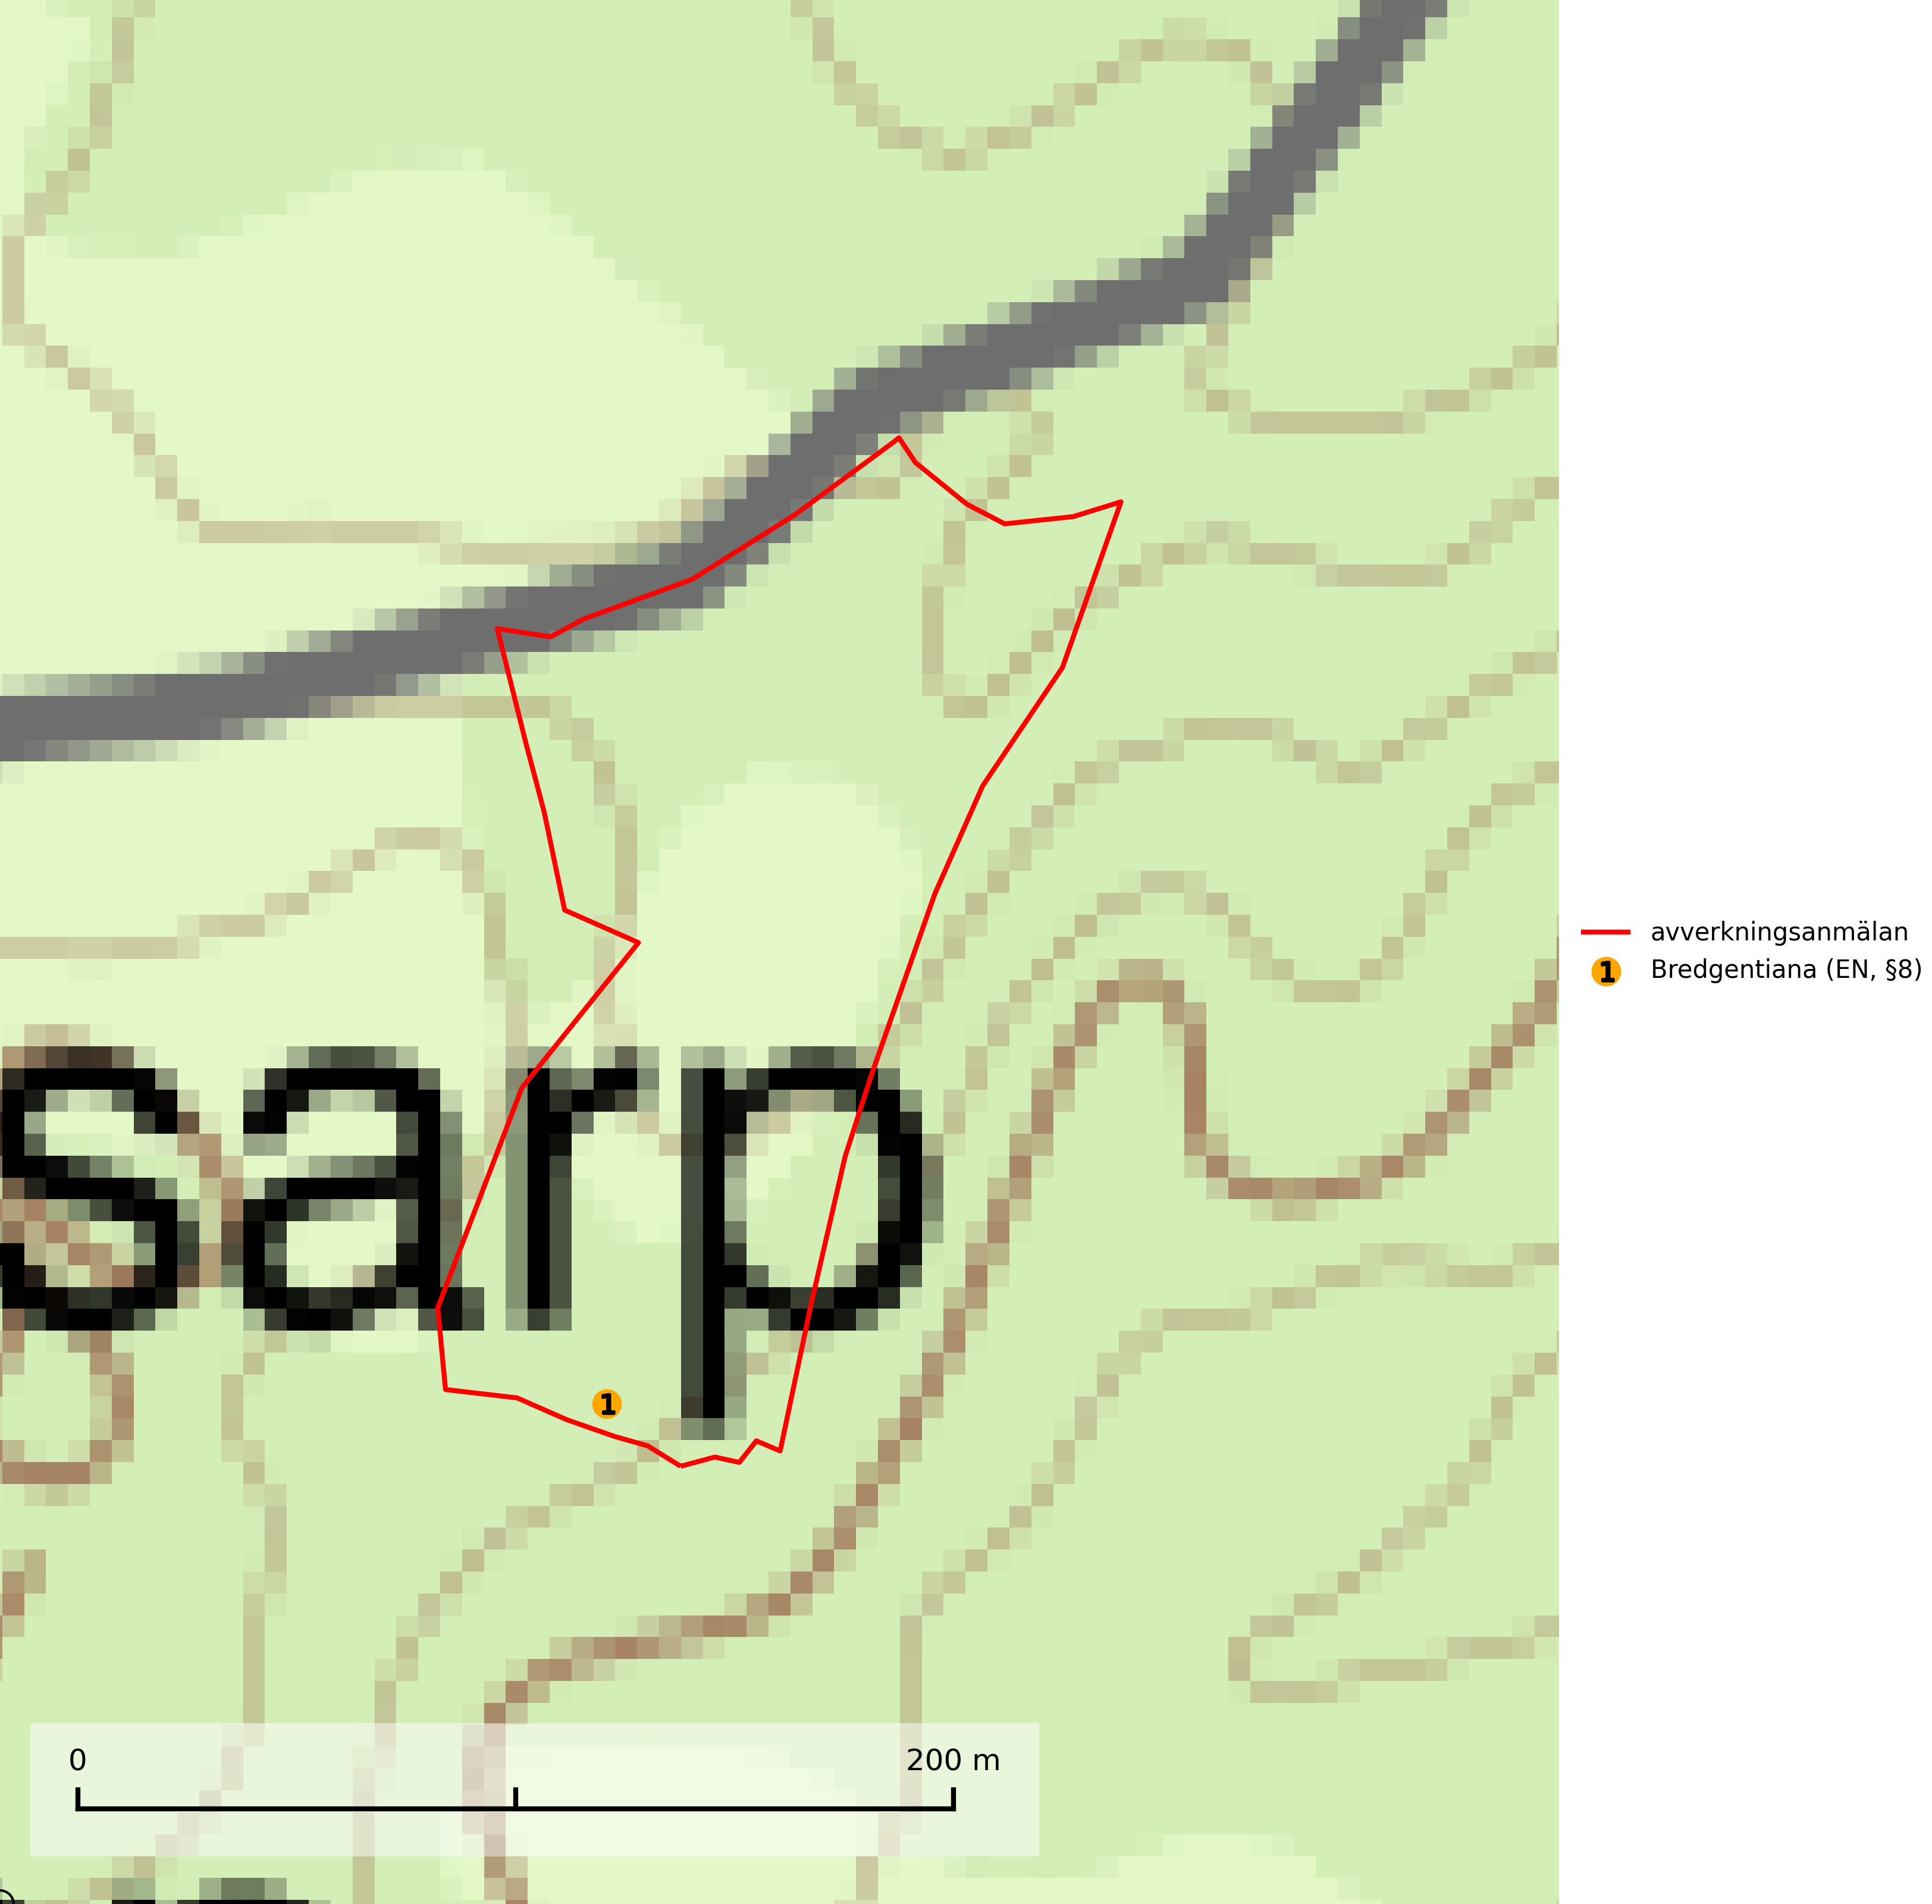 avverkningsanmälan
1 Bredgentiana (EN, §8)
sarp
1
0 200 m